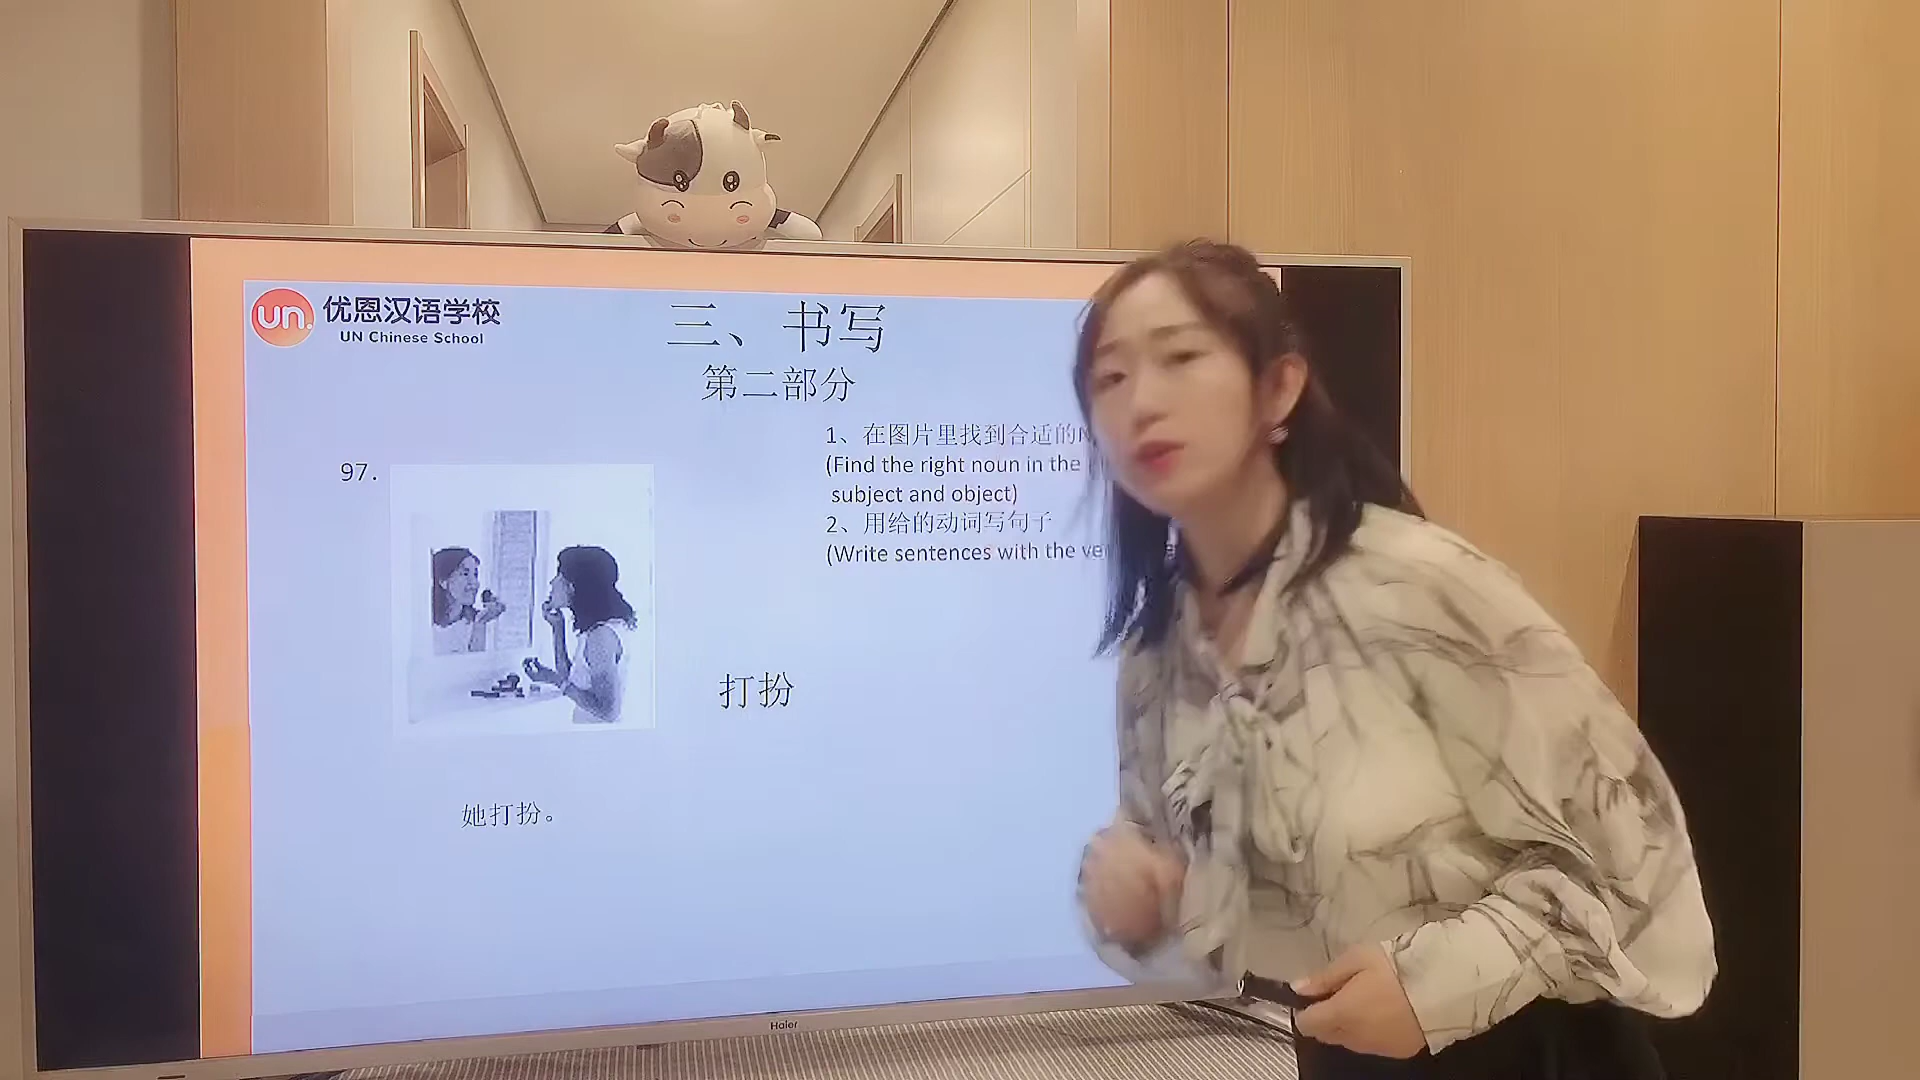 un.
优恩汉语学校
UN Chinese School
三、书写
第二部分
1、在图片里找到合适的N
(Find the right noun in the
subject and object)
2、用给的动词写句子
(Write sentences with the
97.
打扮
她打扮。
Haier